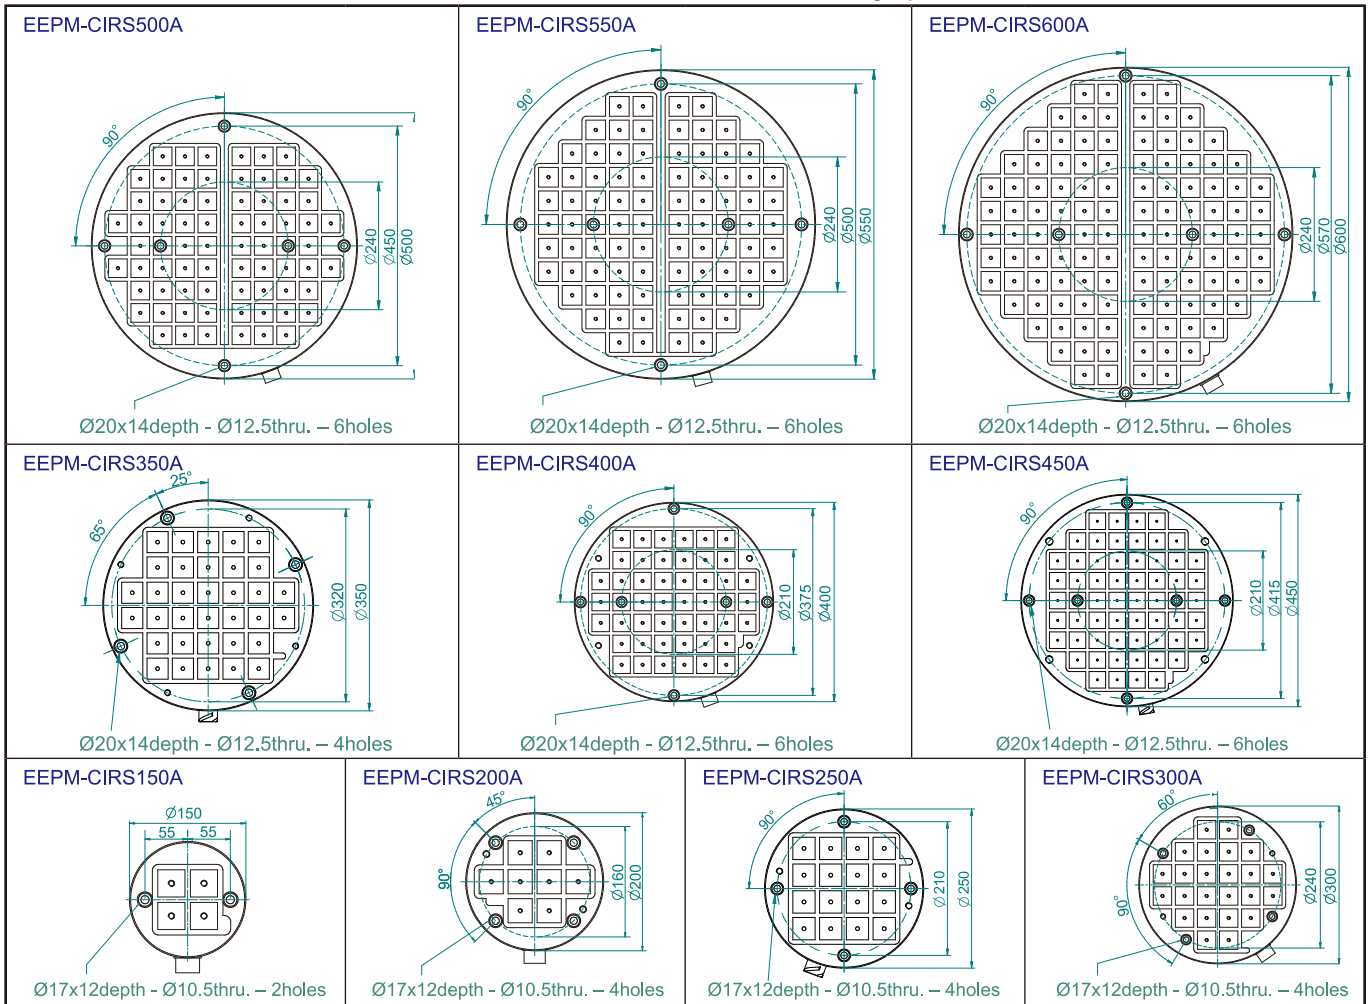 EEPM-CIRS500A
90°
Ø240
Ø450
Ø500
Ø20x14depth - Ø12.5thru. – 6holes
EEPM-CIRS550A
90°
Ø240
Ø500
Ø550
Ø20x14depth - Ø12.5thru. – 6holes
EEPM-CIRS600A
90°
Ø240
Ø570
Ø600
Ø20x14depth - Ø12.5thru. – 6holes
EEPM-CIRS350A
25°
65°
Ø320
Ø350
Ø20x14depth - Ø12.5thru. – 4holes
EEPM-CIRS400A
90°
Ø210
Ø375
Ø400
Ø20x14depth - Ø12.5thru. – 6holes
EEPM-CIRS450A
90°
Ø210
Ø415
Ø450
Ø20x14depth - Ø12.5thru. – 6holes
EEPM-CIRS150A
Ø150
55 55
Ø17x12depth - Ø10.5thru. – 2holes
EEPM-CIRS200A
45°
90°
Ø160
Ø200
Ø17x12depth - Ø10.5thru. – 4holes
EEPM-CIRS250A
90°
Ø210
Ø250
Ø17x12depth - Ø10.5thru. – 4holes
EEPM-CIRS300A
60°
90°
Ø240
Ø300
Ø17x12depth - Ø10.5thru. – 4holes